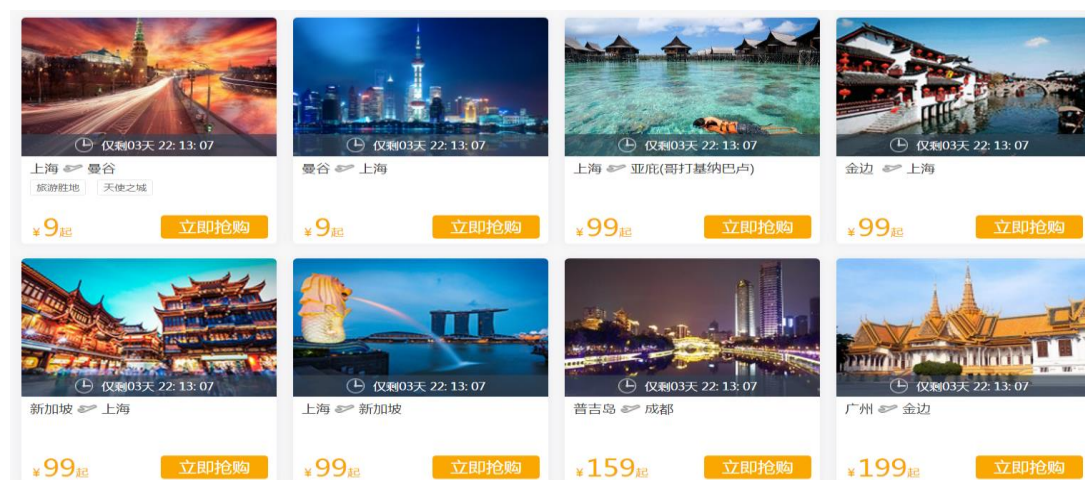 仅剩03天 22: 13: 07
上海 曼谷
旅游胜地 天使之城
¥9起 立即抢购
仅剩03天 22: 13: 07
曼谷 上海
¥9起 立即抢购
仅剩03天 22: 13: 07
上海 亚庇(哥打基纳巴卢)
¥99起 立即抢购
仅剩03天 22: 13: 07
金边 上海
¥99起 立即抢购
仅剩03天 22: 13: 07
新加坡 上海
¥99起 立即抢购
仅剩03天 22: 13: 07
上海 新加坡
¥99起 立即抢购
仅剩03天 22: 13: 07
普吉岛 成都
¥159起 立即抢购
仅剩03天 22: 13: 07
广州 金边
¥199起 立即抢购